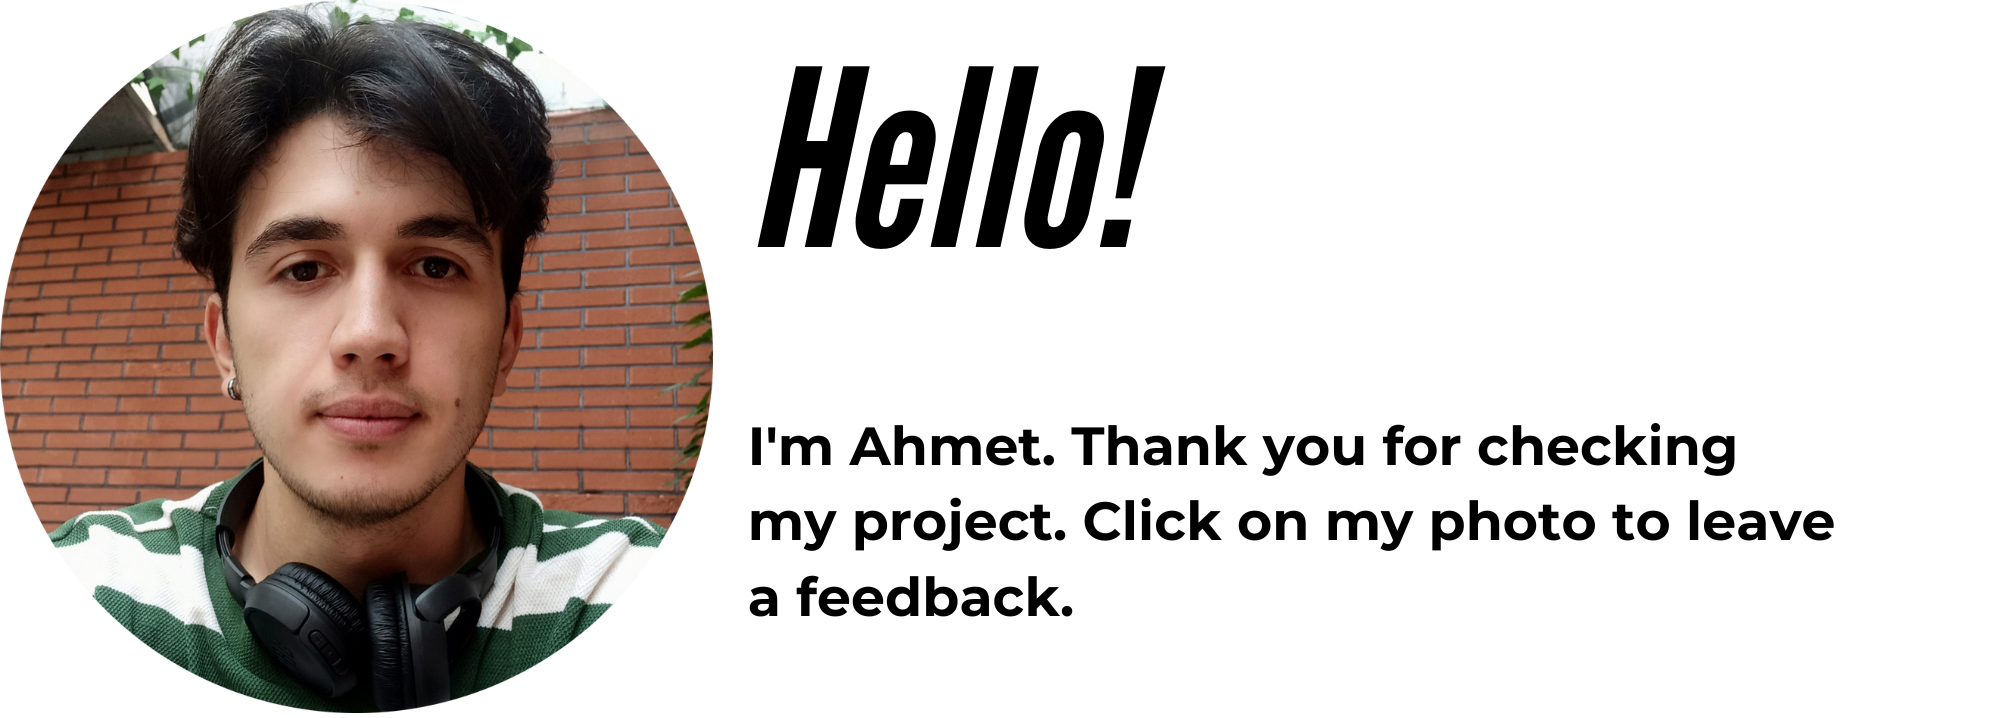 Hello!
I'm Ahmet. Thank you for checking
my project. Click on my photo to leave
a feedback.